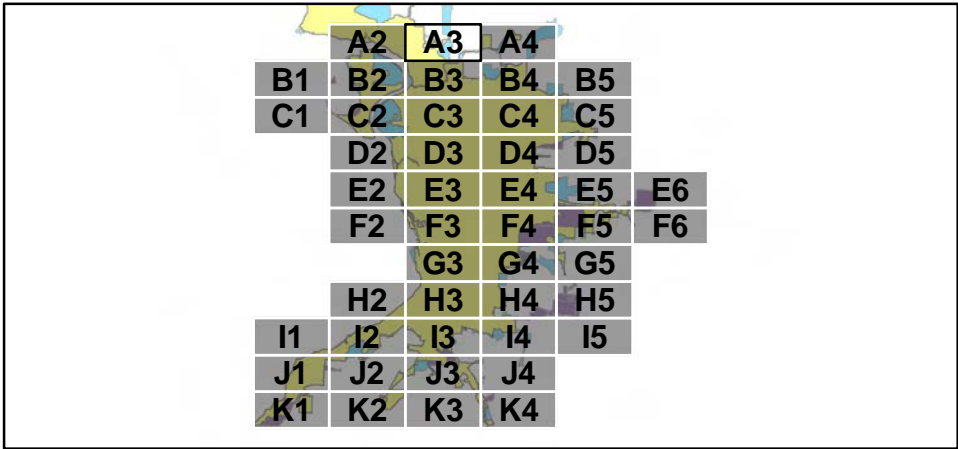 A2 A3 A4
B1 B2 B3 B4 B5
C1 C2 C3 C4 C5
D2 D3 D4 D5
E2 E3 E4 E5 E6
F2 F3 F4 F5 F6
G3 G4 G5
H2 H3 H4 H5
I1 I2 I3 I4 I5
J1 J2 J3 J4
K1 K2 K3 K4